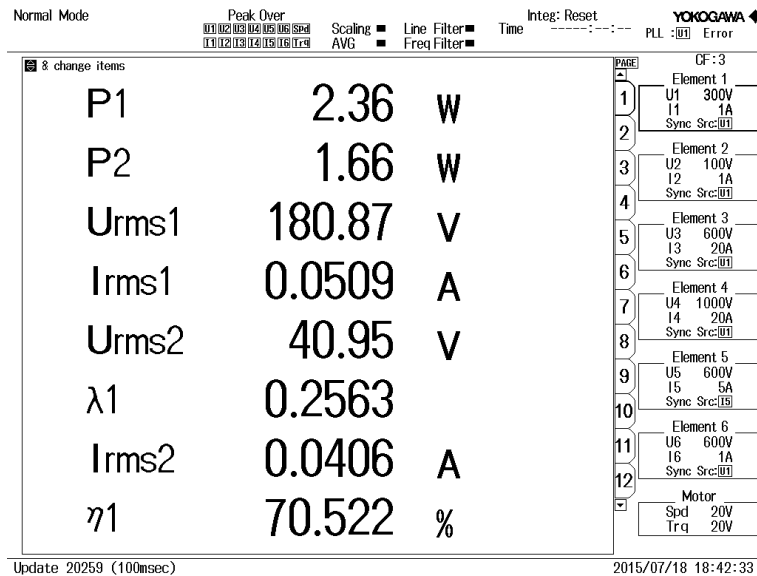 Normal Mode
Peak Over
U1 U2 U3 U4 U5 U6 Spd
I1 I2 I3 I4 I5 I6 Trq
Scaling
AVG
Line Filter
Freq Filter
Integ: Reset
Time -----:--:--
YOKOGAWA
PLL :U1 Error
8 change items
P1 2.36 W
P2 1.66 W
Urms1 180.87 V
Irms1 0.0509 A
Urms2 40.95 V
λ1 0.2563
Irms2 0.0406 A
η1 70.522 %
PAGE
1
2
3
4
5
6
7
8
9
10
11
12
CF:3
Element 1
U1 300V
I1 1A
Sync Src:U1
Element 2
U2 100V
I2 1A
Sync Src:U1
Element 3
U3 600V
I3 20A
Sync Src:U1
Element 4
U4 1000V
I4 20A
Sync Src:U1
Element 5
U5 600V
I5 5A
Sync Src:I5
Element 6
U6 600V
I6 1A
Sync Src:U1
Motor
Spd 20V
Trq 20V
Update 20259 (100msec)
2015/07/18 18:42:33